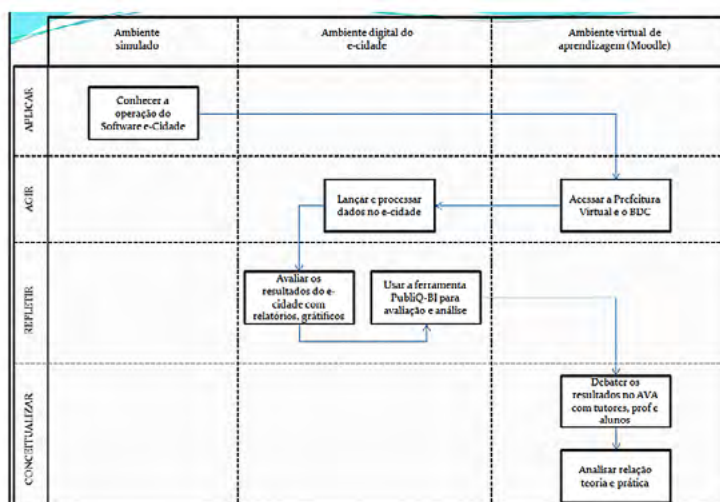 Ambiente
simulado
Ambiente digital do
e-cidade
Ambiente virtual de
aprendizagem (Moodle)
APLICAR
Conhecer a
operação do
Software e-Cidade
AGIR
Lançar e processar
dados no e-cidade
Acessar a Prefeitura
Virtual e o BDC
REFLETIR
Avaliar os
resultados do e-
cidade com
relatórios, grátificos
Usar a ferramenta
PubliQ-BI para
avaliação e análise
CONCEITUALIZAR
Debater os
resultados no AVA
com tutores, prof e
alunos
Analisar relação
teoria e prática